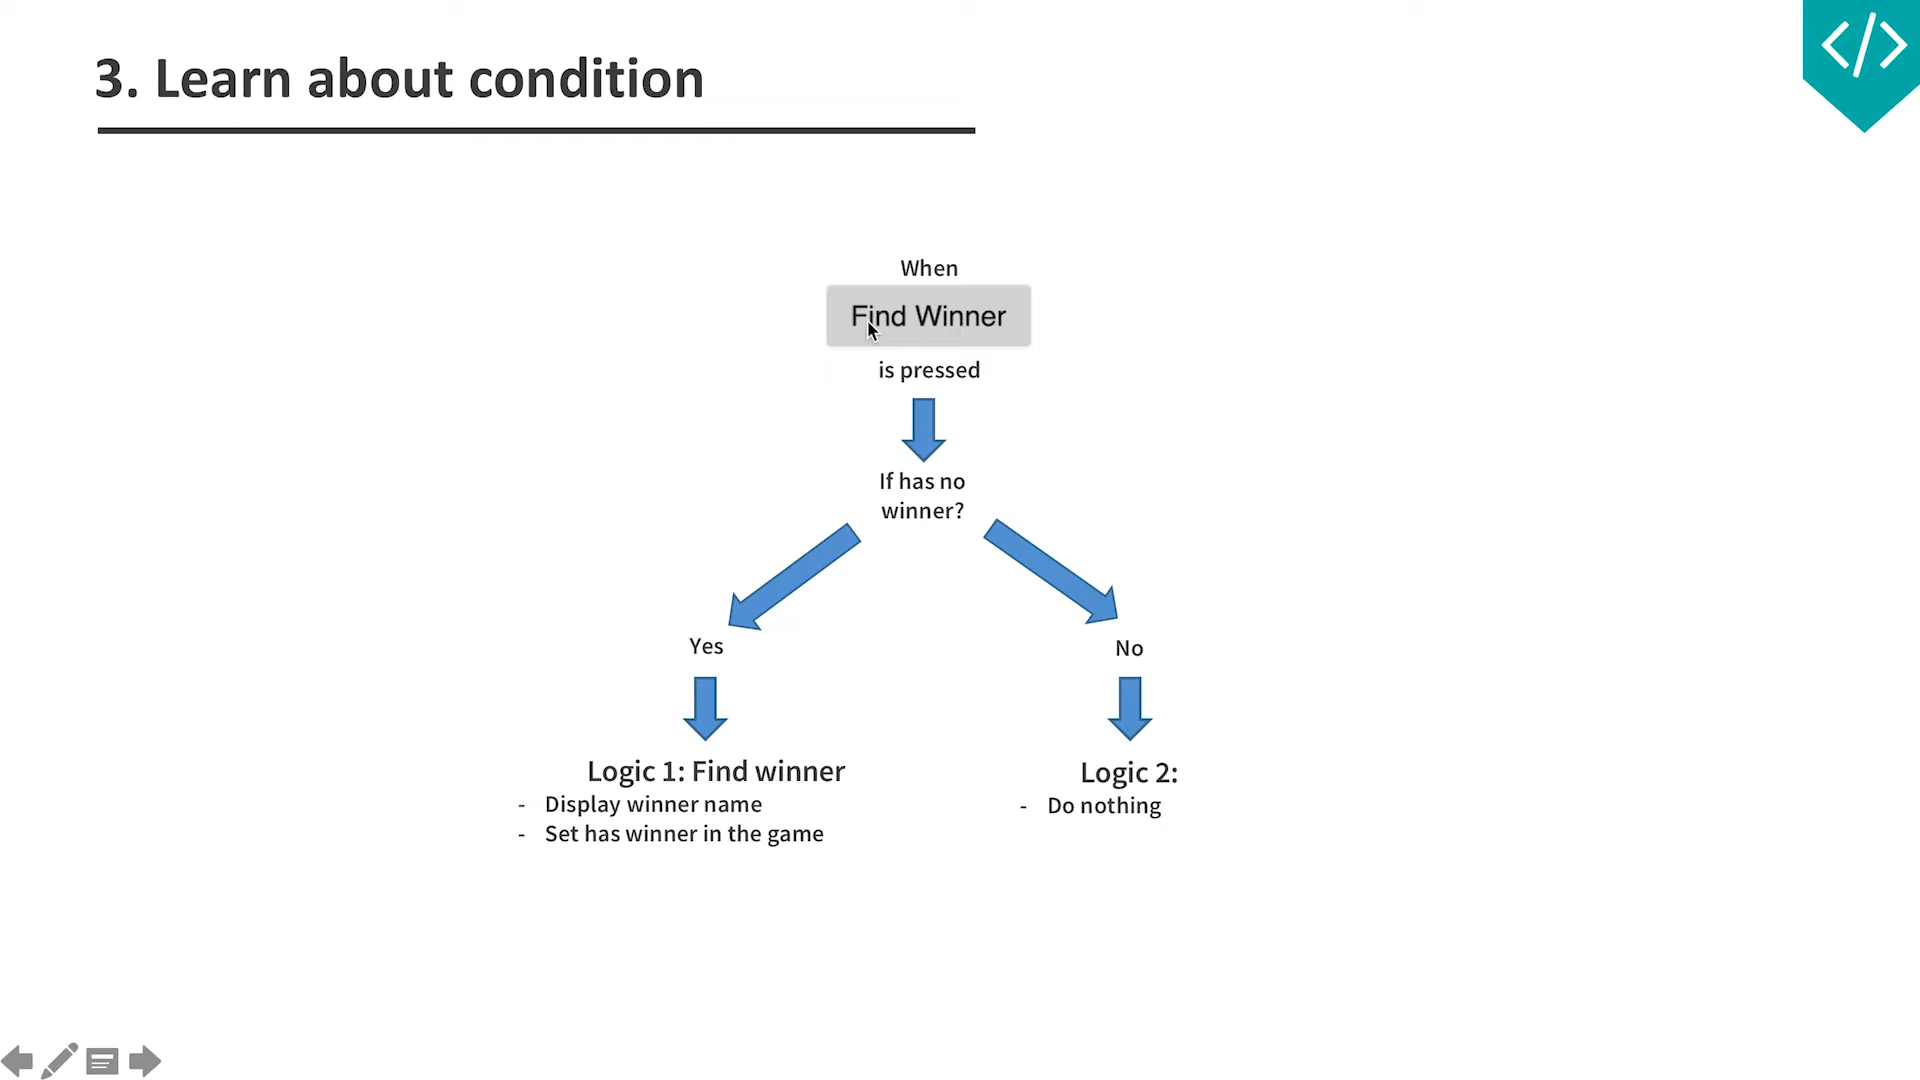 3. Learn about condition
</>
When
Find Winner
is pressed
If has no
winner?
Yes
No
Logic 1: Find winner
- Display winner name
- Set has winner in the game
Logic 2:
- Do nothing